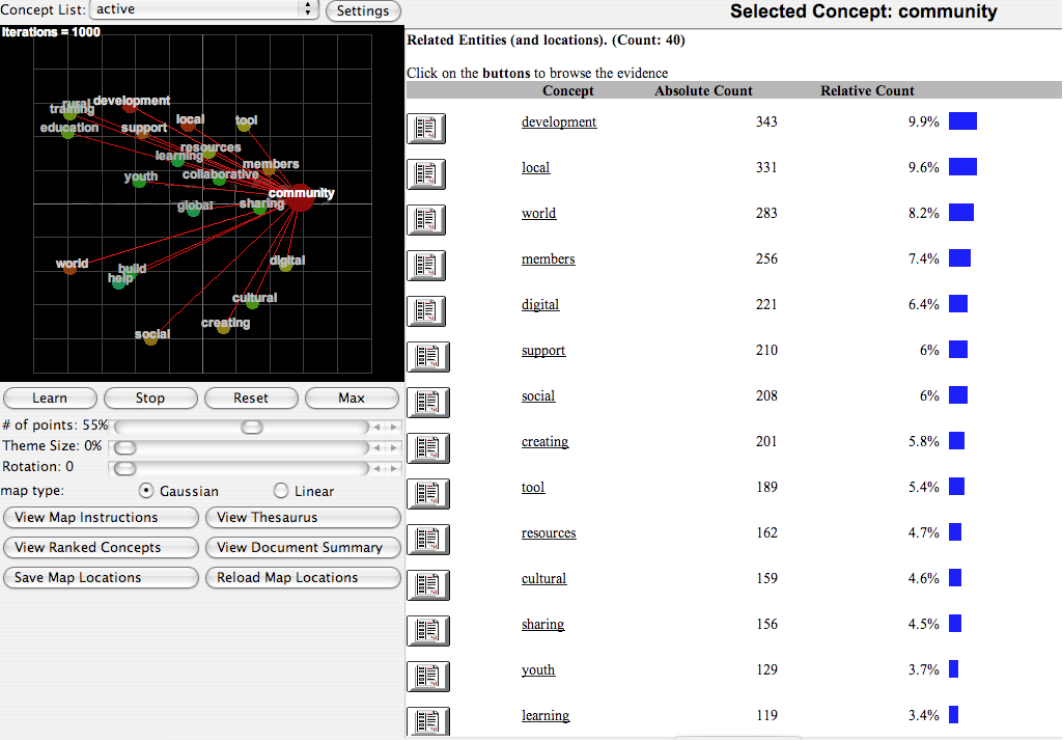 Concept List: active Settings
Selected Concept: community
Iterations = 1000
Related Entities (and locations). (Count: 40)
Click on the buttons to browse the evidence
Concept Absolute Count Relative Count
development 343 9.9%
local 331 9.6%
world 283 8.2%
members 256 7.4%
digital 221 6.4%
support 210 6%
social 208 6%
creating 201 5.8%
tool 189 5.4%
resources 162 4.7%
cultural 159 4.6%
sharing 156 4.5%
youth 129 3.7%
learning 119 3.4%
rural development
training
local tool
education support
resources
learning members
youth collaborative
community
global sharing
world digital
build
help
cultural
creating
social
Learn Stop Reset Max
# of points: 55%
Theme Size: 0%
Rotation: 0
map type: Gaussian Linear
View Map Instructions View Thesaurus
View Ranked Concepts View Document Summary
Save Map Locations Reload Map Locations